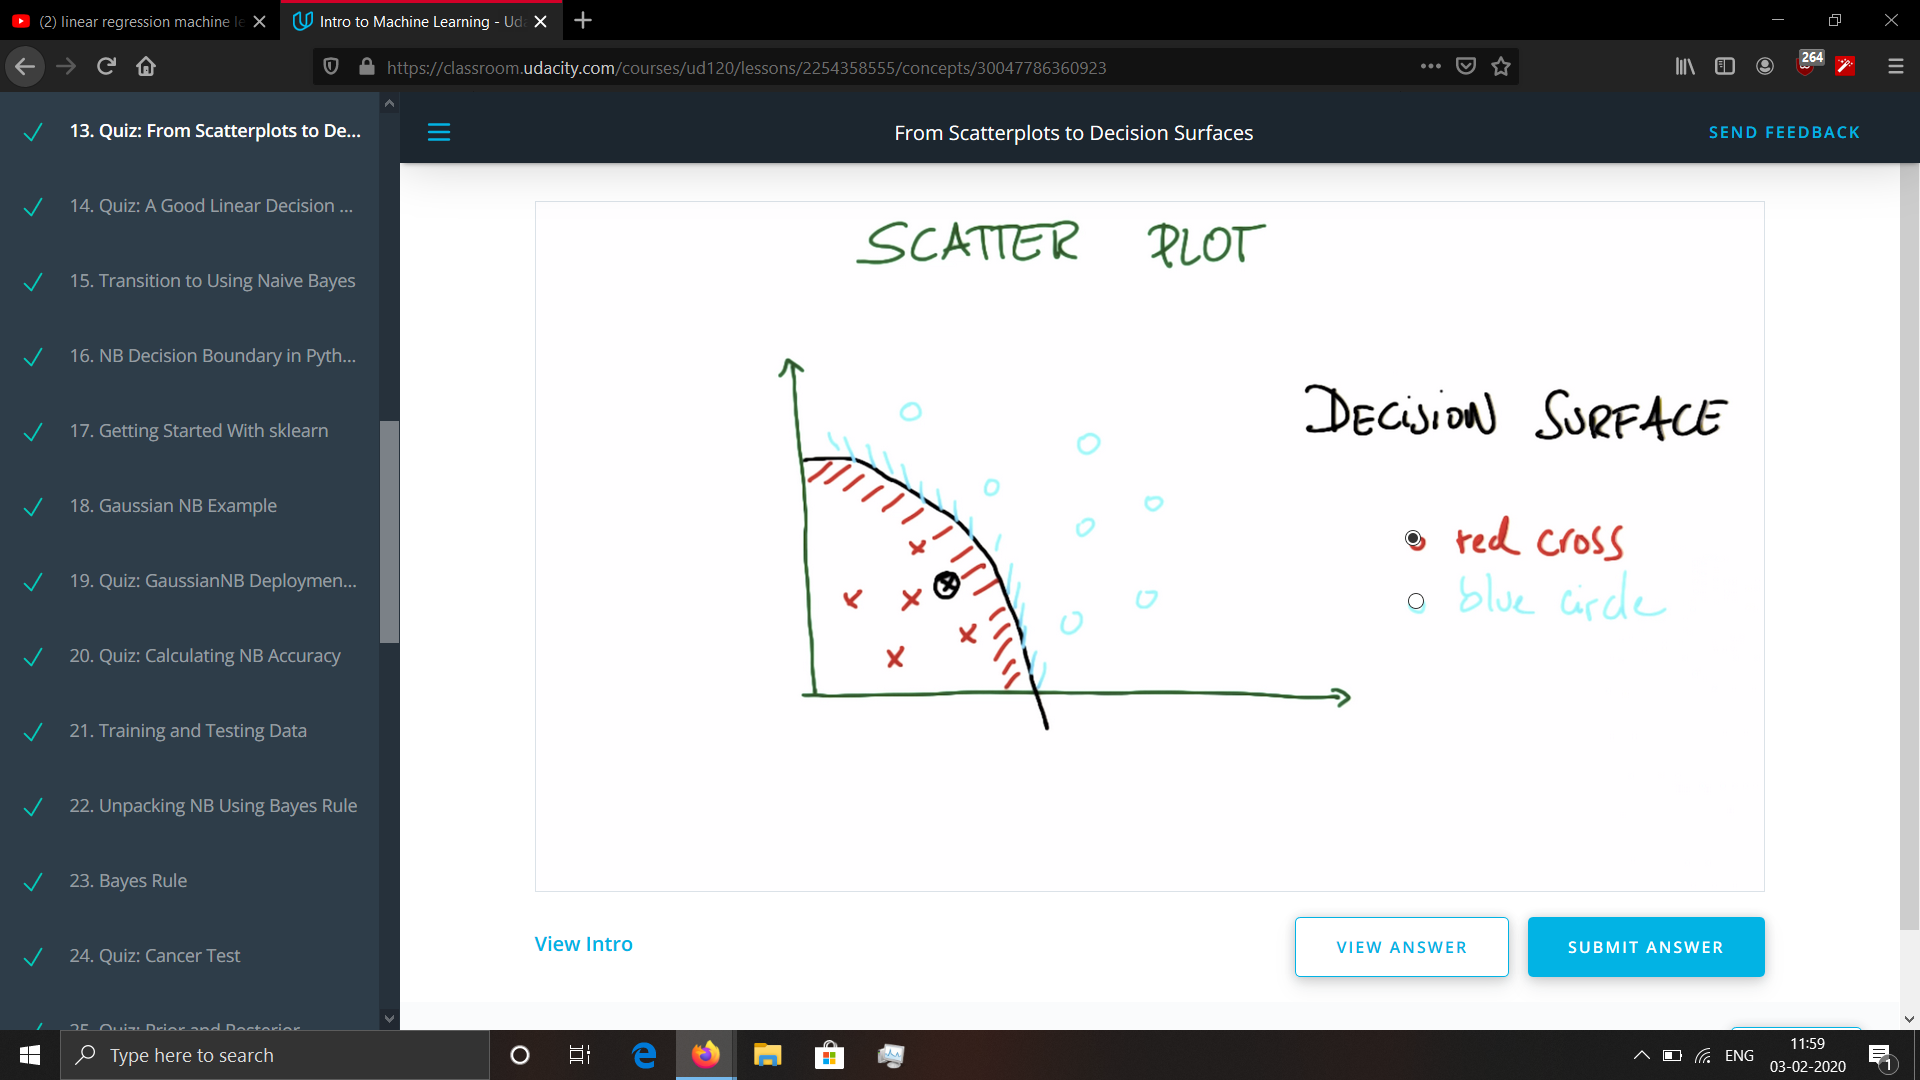 (2) linear regression machine le
Intro to Machine Learning - Ud
https://classroom.udacity.com/courses/ud120/lessons/2254358555/concepts/30047786360923
264
13. Quiz: From Scatterplots to De...
14. Quiz: A Good Linear Decision ...
15. Transition to Using Naive Bayes
16. NB Decision Boundary in Pyth...
17. Getting Started With sklearn
18. Gaussian NB Example
19. Quiz: GaussianNB Deploymen...
20. Quiz: Calculating NB Accuracy
21. Training and Testing Data
22. Unpacking NB Using Bayes Rule
23. Bayes Rule
24. Quiz: Cancer Test
25. Quiz: Prior and Posterior
From Scatterplots to Decision Surfaces
SEND FEEDBACK
SCATTER PLOT
DECISION SURFACE
red cross
blue circle
View Intro
VIEW ANSWER
SUBMIT ANSWER
Type here to search
ENG
11:59
03-02-2020
1